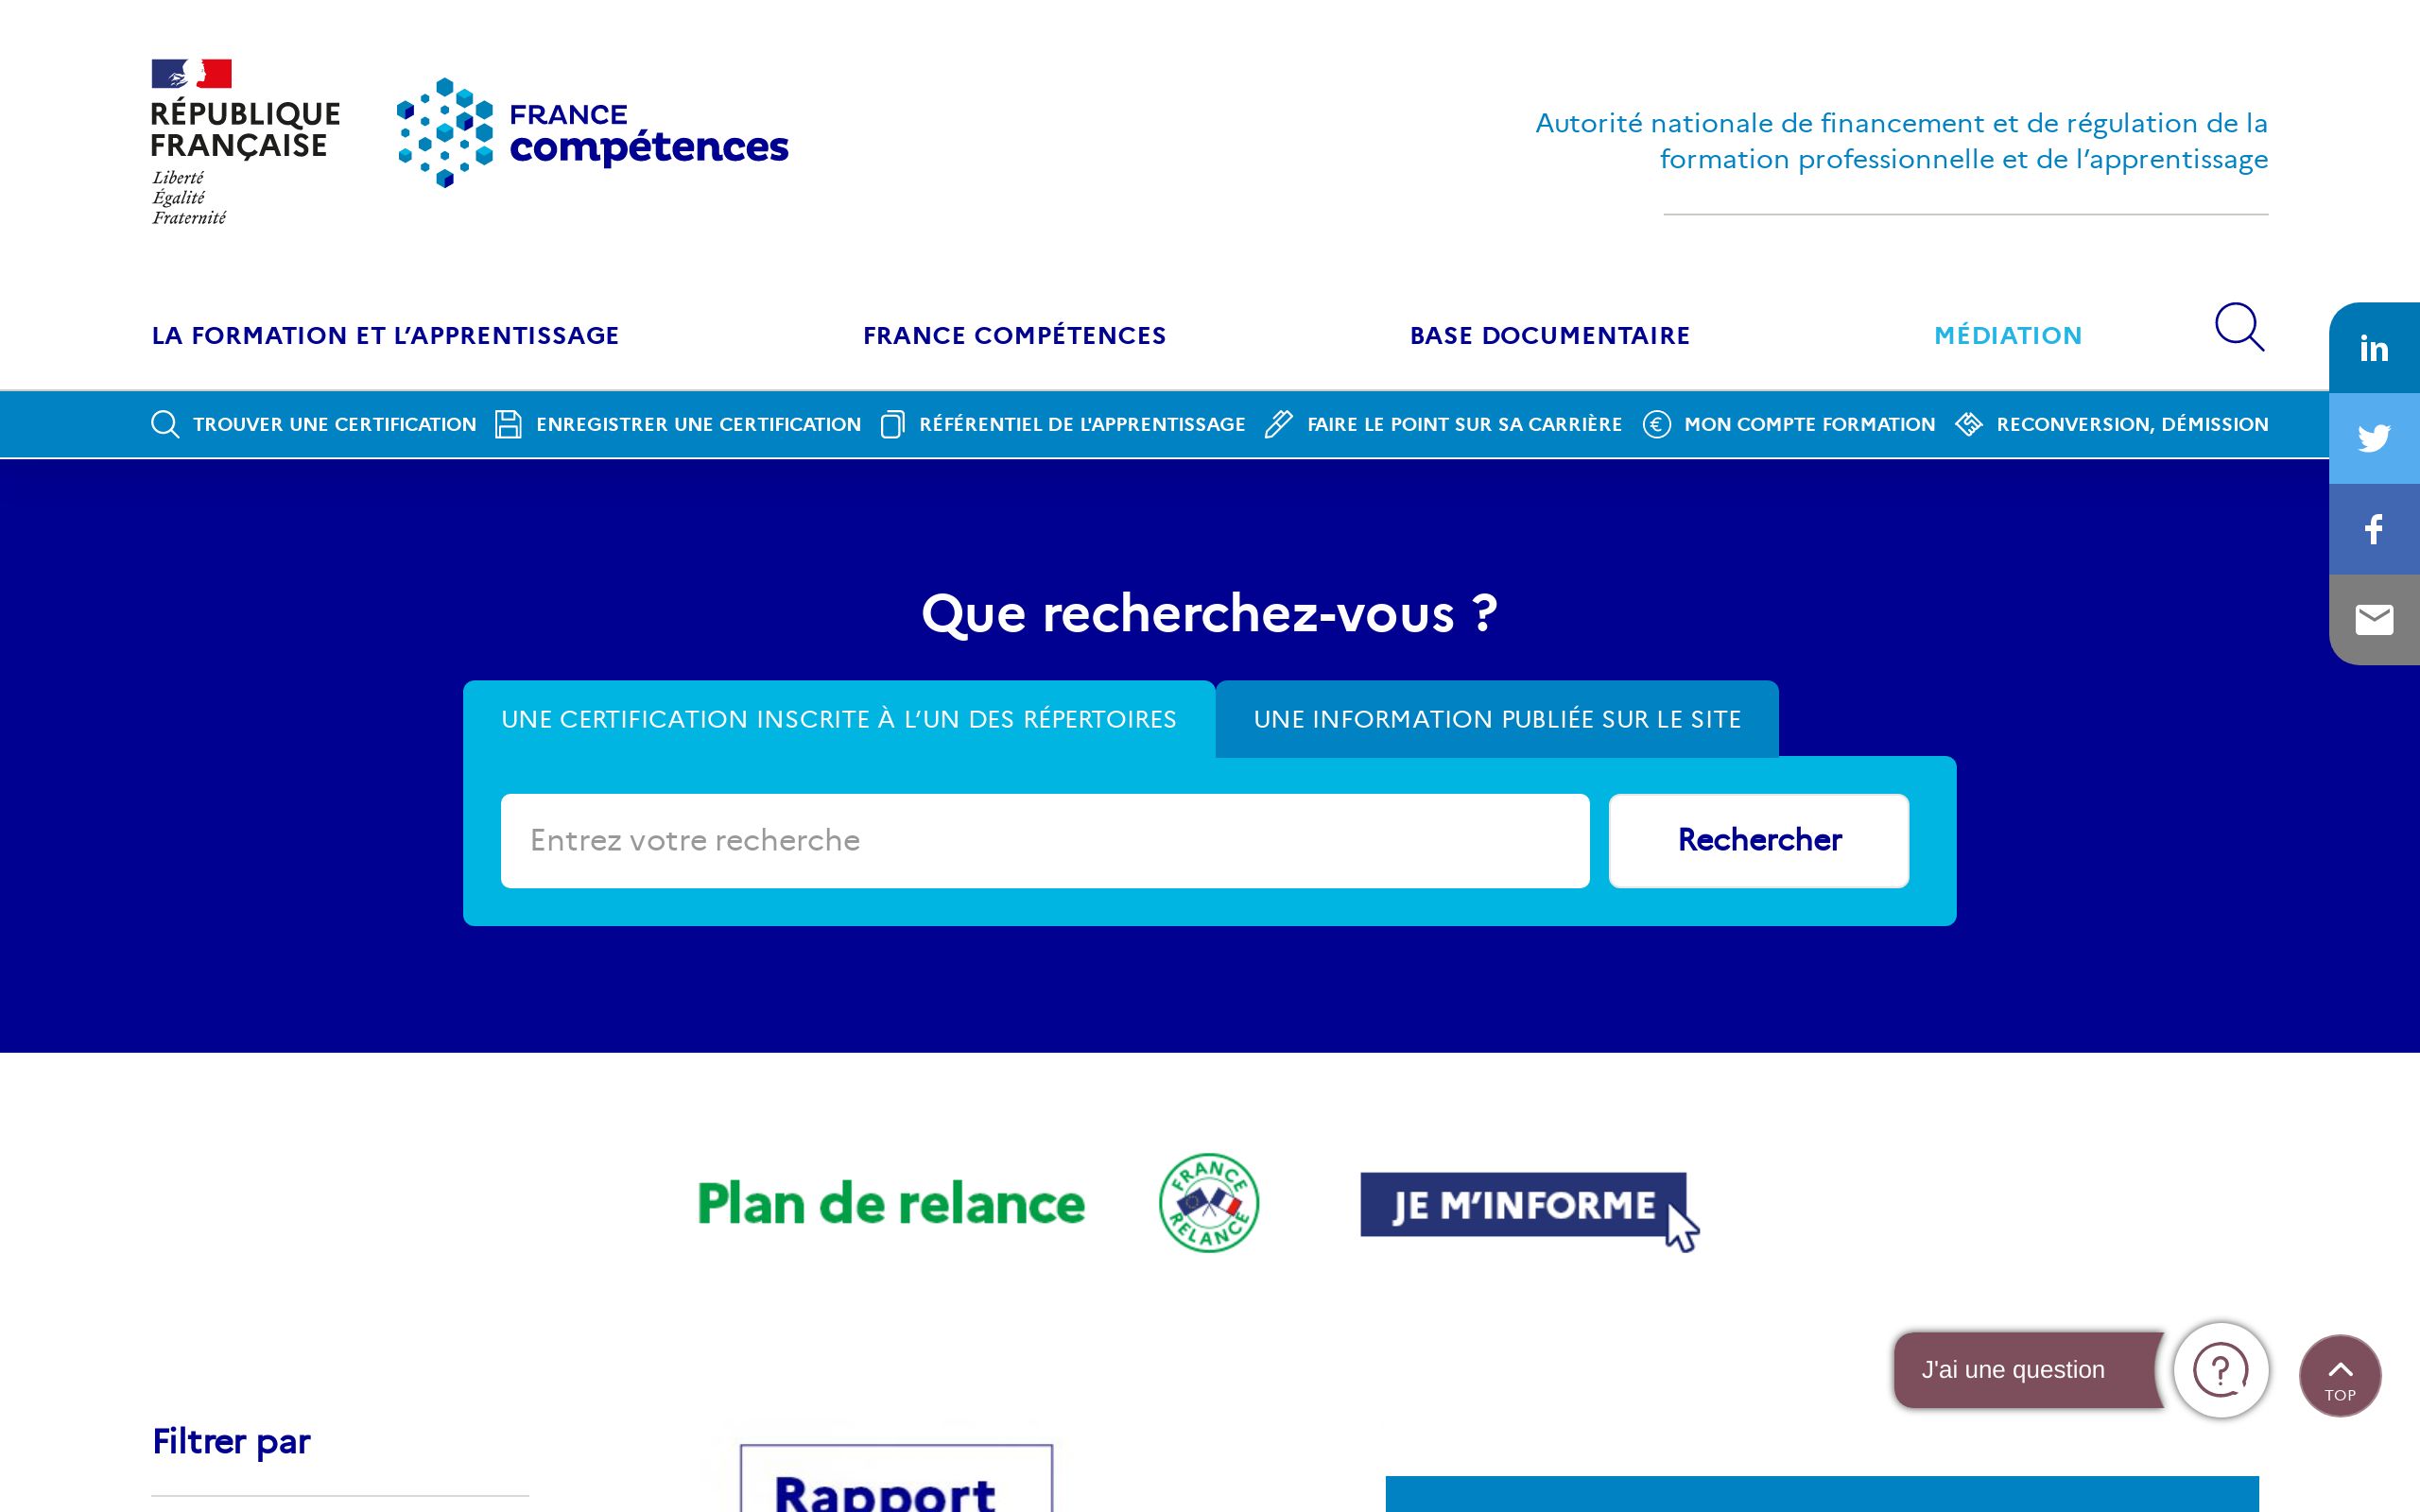 RÉPUBLIQUE
FRANÇAISE
Liberté
Égalité
Fraternité
FRANCE
compétences
Autorité nationale de financement et de régulation de la
formation professionnelle et de l’apprentissage
LA FORMATION ET L’APPRENTISSAGE
FRANCE COMPÉTENCES
BASE DOCUMENTAIRE
MÉDIATION
TROUVER UNE CERTIFICATION
ENREGISTRER UNE CERTIFICATION
RÉFÉRENTIEL DE L'APPRENTISSAGE
FAIRE LE POINT SUR SA CARRIÈRE
MON COMPTE FORMATION
RECONVERSION, DÉMISSION
in
Que recherchez-vous ?
UNE CERTIFICATION INSCRITE À L’UN DES RÉPERTOIRES
UNE INFORMATION PUBLIÉE SUR LE SITE
Entrez votre recherche
Rechercher
Plan de relance
FRANCE
RELANCE
JE M’INFORME
J'ai une question
TOP
Filtrer par
Rapport